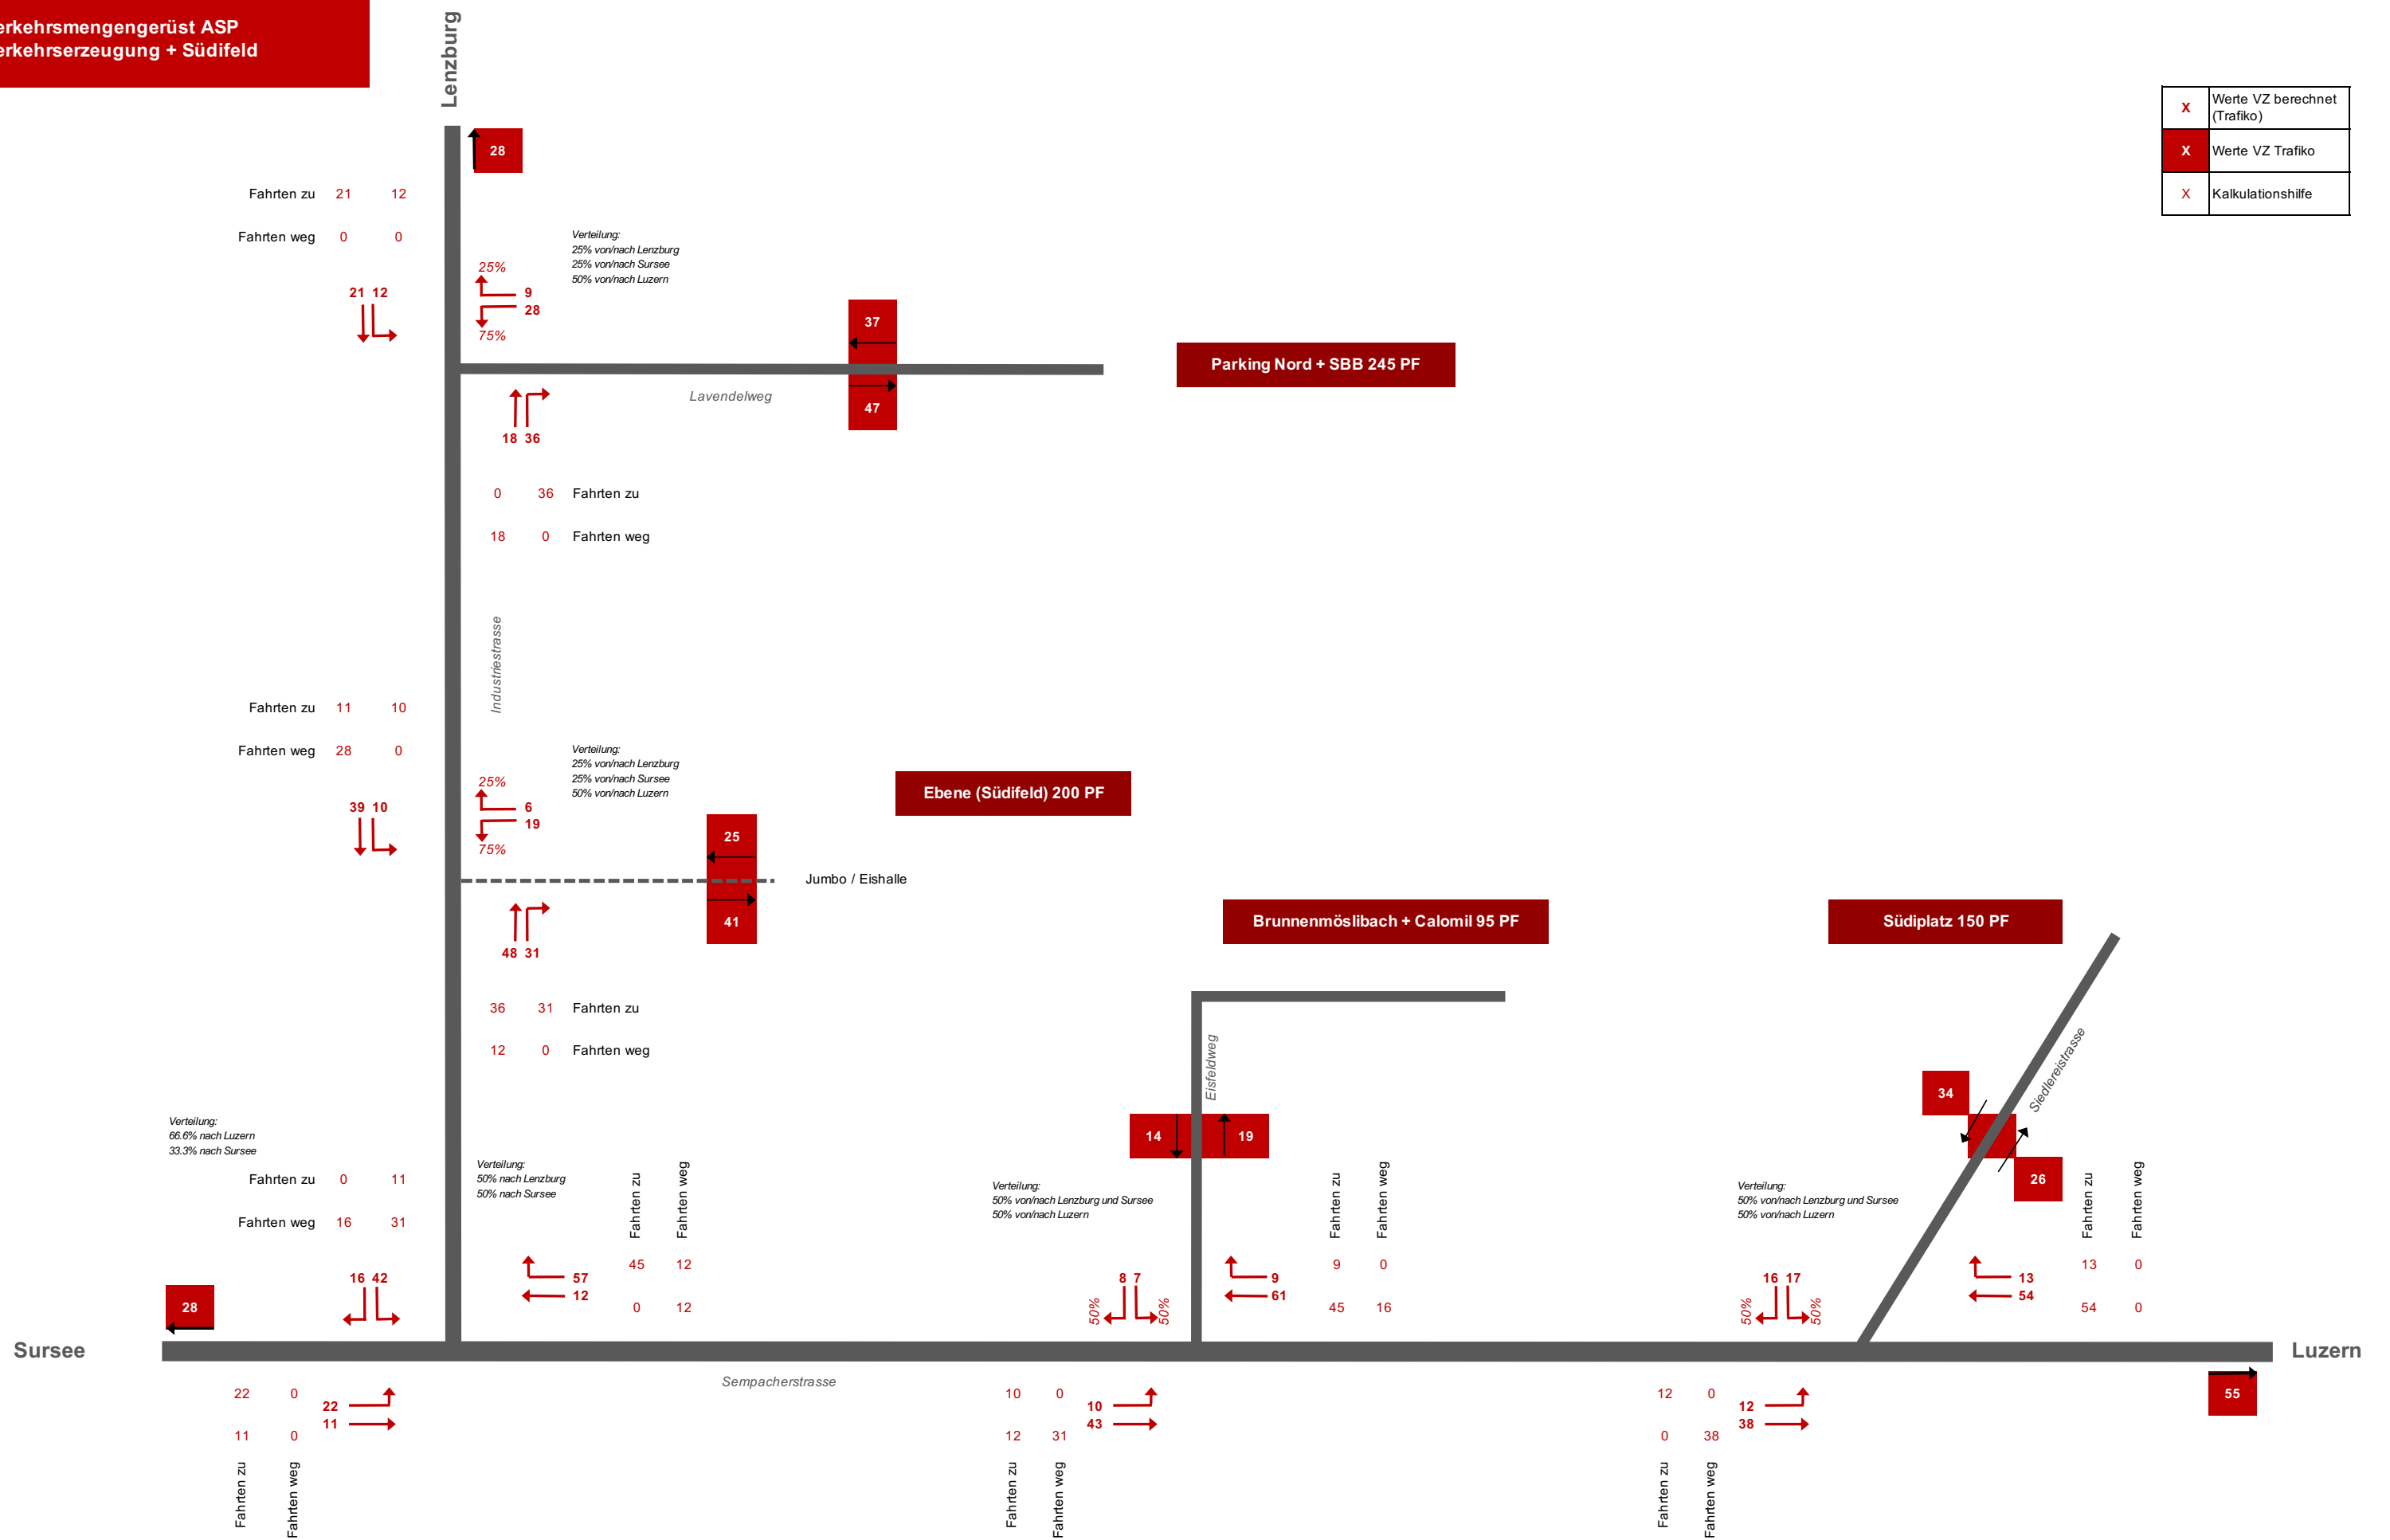 erkehrsmengengerüst ASP
erkehrserzeugung + Südifeld
Lenzburg
X Werte VZ berechnet
(Trafiko)
X Werte VZ Trafiko
X Kalkulationshilfe
28
Fahrten zu 21 12
Fahrten weg 0 0
Verteilung:
25% von/nach Lenzburg
25% von/nach Sursee
50% von/nach Luzern
25%
21 12
9
28
75%
37
Parking Nord + SBB 245 PF
Lavendelweg
47
18 36
0 36 Fahrten zu
18 0 Fahrten weg
Industriestrasse
Fahrten zu 11 10
Fahrten weg 28 0
Verteilung:
25% von/nach Lenzburg
25% von/nach Sursee
50% von/nach Luzern
25%
39 10
6
19
75%
Ebene (Südifeld) 200 PF
25
Jumbo / Eishalle
41
48 31
36 31 Fahrten zu
12 0 Fahrten weg
Brunnenmöslibach + Calomil 95 PF
Südiplatz 150 PF
Eisfeldweg
Siedlereistrasse
14 19
34
26
Verteilung:
66.6% nach Luzern
33.3% nach Sursee
Fahrten zu 0 11
Fahrten weg 16 31
16 42
28
Verteilung:
50% nach Lenzburg
50% nach Sursee
Fahrten zu
Fahrten weg
45 12
57
12
0 12
Verteilung:
50% von/nach Lenzburg und Sursee
50% von/nach Luzern
8 7
50%
50%
Fahrten zu
Fahrten weg
9 0
9
61
45 16
Verteilung:
50% von/nach Lenzburg und Sursee
50% von/nach Luzern
16 17
50%
50%
Fahrten zu
Fahrten weg
13 0
13
54
54 0
Sursee
Luzern
Sempacherstrasse
55
22 0
22
11
11 0
Fahrten zu
Fahrten weg
10 0
10
43
12 31
Fahrten zu
Fahrten weg
12 0
12
38
0 38
Fahrten zu
Fahrten weg